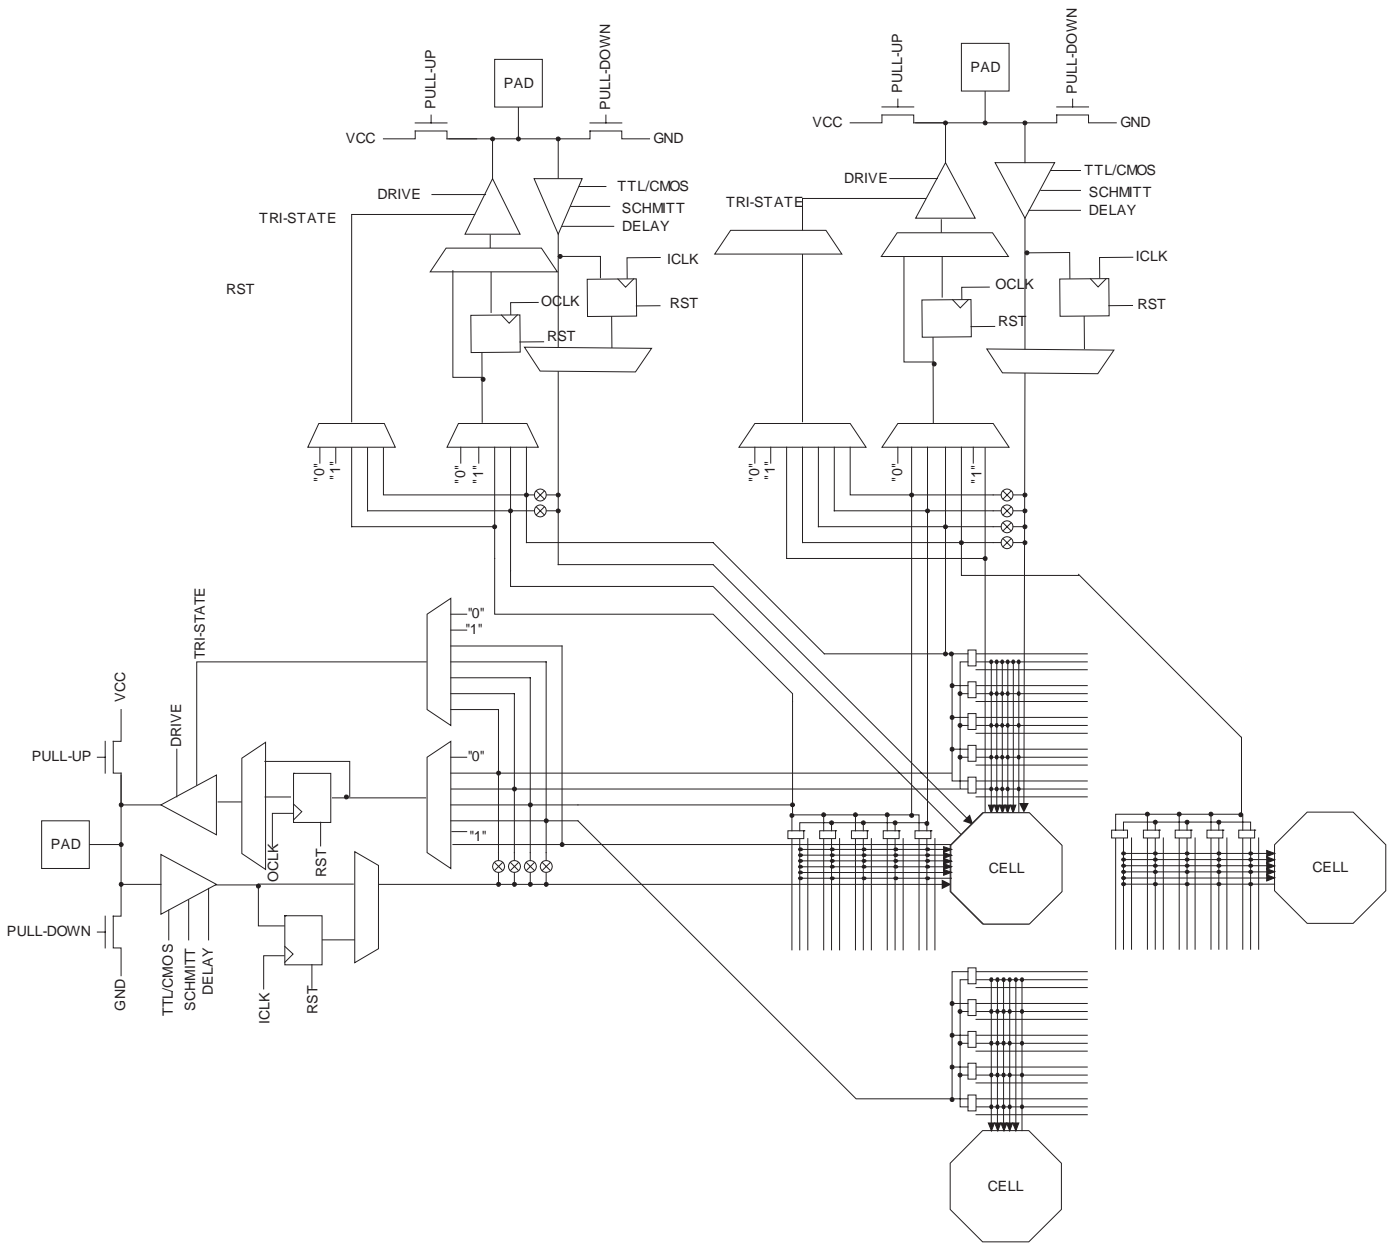 PULL-UP
PAD
PULL-DOWN
VCC
GND
DRIVE
TRI-STATE
TTL/CMOS
SCHMITT
DELAY
RST
ICLK
OCLK
RST
RST
"0"
"1"
"0"
"1"
PULL-UP
PAD
PULL-DOWN
VCC
GND
DRIVE
TRI-STATE
TTL/CMOS
SCHMITT
DELAY
ICLK
OCLK
RST
RST
"0"
"1"
"0"
"1"
TRI-STATE
"0"
"1"
VCC
DRIVE
PULL-UP
"0"
PAD
OCLK
RST
"1"
PULL-DOWN
GND
TTL/CMOS
SCHMITT
DELAY
ICLK
RST
CELL
CELL
CELL